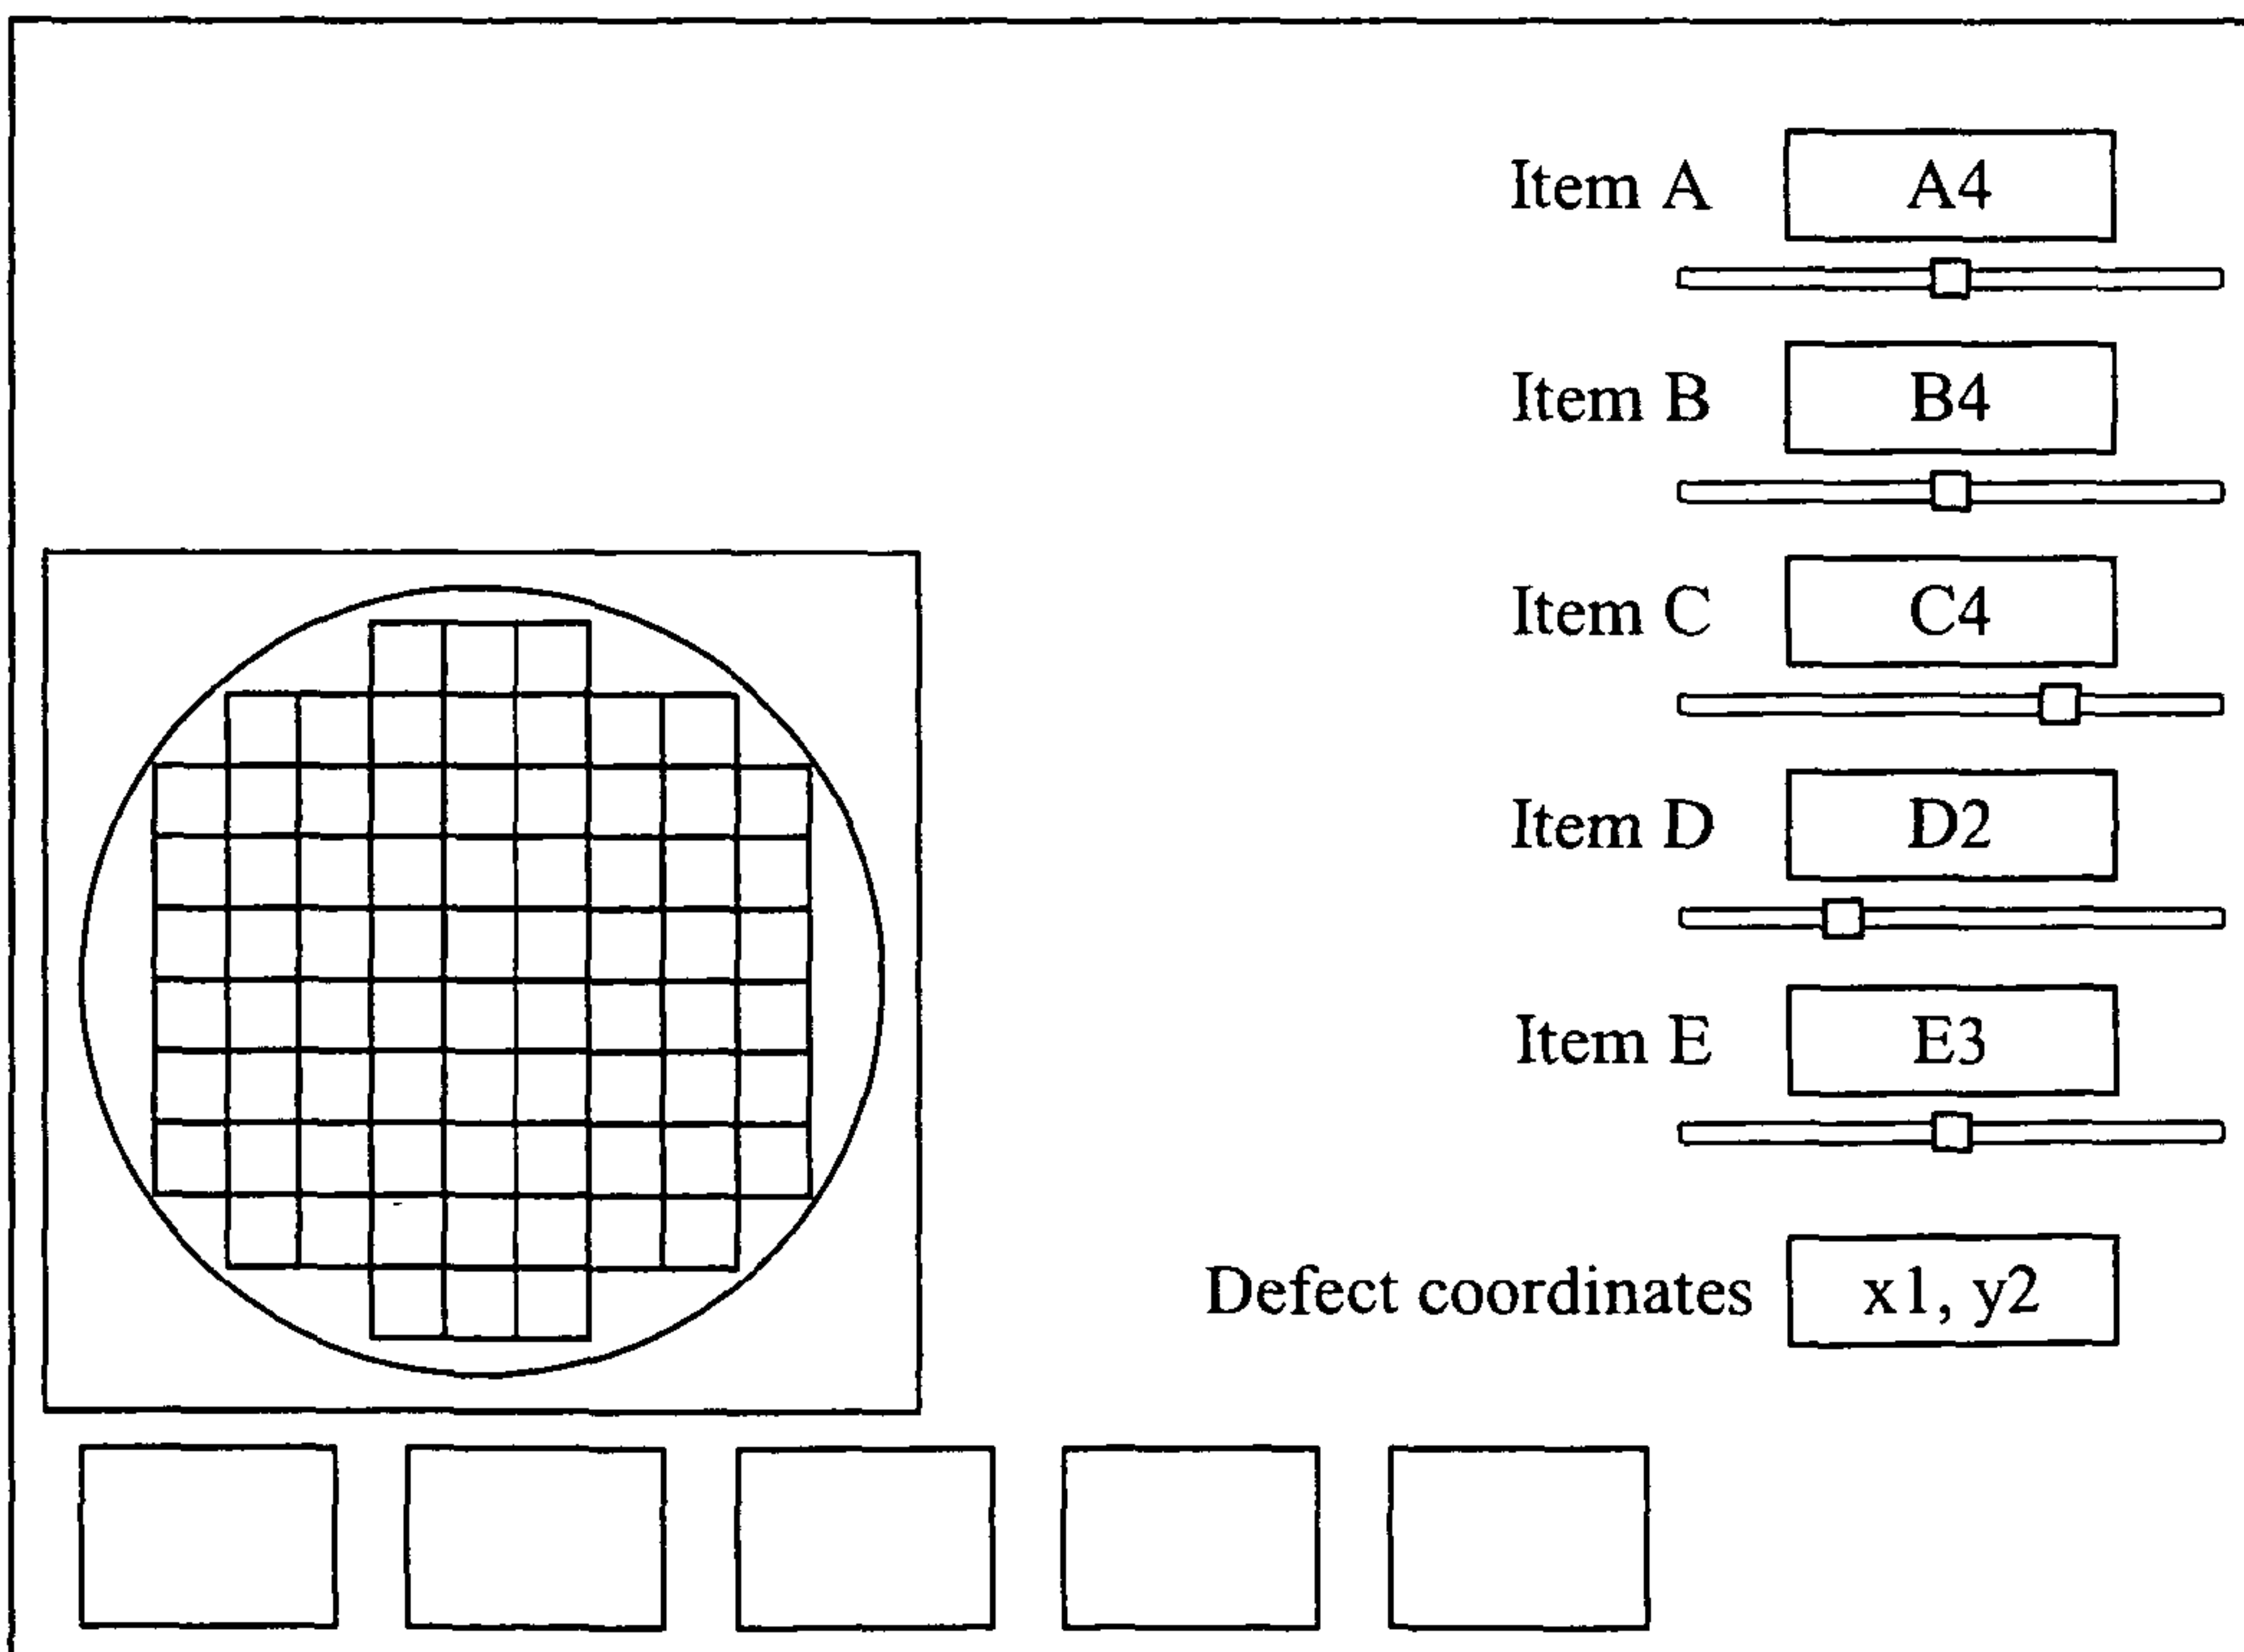 Item A A4
Item B B4
Item C C4
Item D D2
Item E E3
Defect coordinates x1, y2